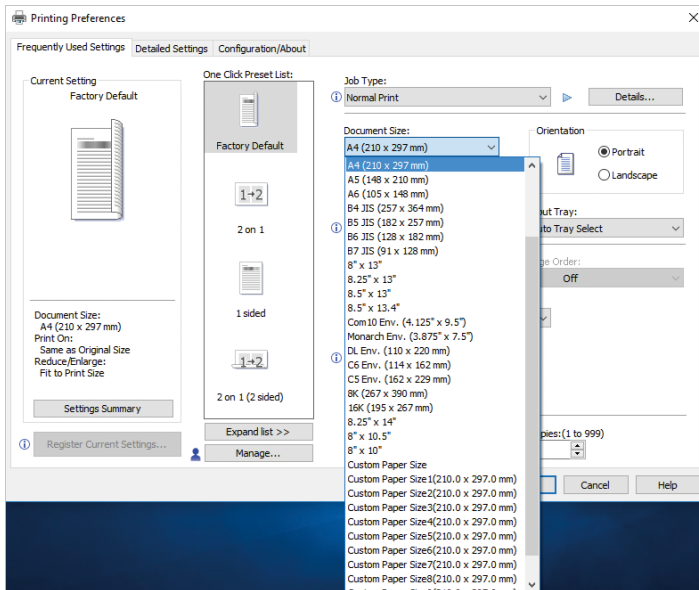 Printing Preferences
Frequently Used Settings
Detailed Settings
Configuration/About
Current Setting
Factory Default
Document Size:
A4 (210 x 297 mm)
Print On:
Same as Original Size
Reduce/Enlarge:
Fit to Print Size
Settings Summary
Register Current Settings...
One Click Preset List:
Factory Default
1→2
2 on 1
1 sided
1→2
2 on 1 (2 sided)
Expand list >>
Manage...
Job Type:
Normal Print
Details...
Document Size:
A4 (210 x 297 mm)
A4 (210 x 297 mm)
A5 (148 x 210 mm)
A6 (105 x 148 mm)
B4 JIS (257 x 364 mm)
B5 JIS (182 x 257 mm)
B6 JIS (128 x 182 mm)
B7 JIS (91 x 128 mm)
8" x 13"
8.25" x 13"
8.5" x 13"
8.5" x 13.4"
Com10 Env. (4.125" x 9.5")
Monarch Env. (3.875" x 7.5")
DL Env. (110 x 220 mm)
C6 Env. (114 x 162 mm)
C5 Env. (162 x 229 mm)
8K (267 x 390 mm)
16K (195 x 267 mm)
8.25" x 14"
8" x 10.5"
8" x 10"
Custom Paper Size
Custom Paper Size1(210.0 x 297.0 mm)
Custom Paper Size2(210.0 x 297.0 mm)
Custom Paper Size3(210.0 x 297.0 mm)
Custom Paper Size4(210.0 x 297.0 mm)
Custom Paper Size5(210.0 x 297.0 mm)
Custom Paper Size6(210.0 x 297.0 mm)
Custom Paper Size7(210.0 x 297.0 mm)
Custom Paper Size8(210.0 x 297.0 mm)
Orientation
Portrait
Landscape
Tray:
Tray Select
Order:
Off
(1 to 999)
Cancel
Help